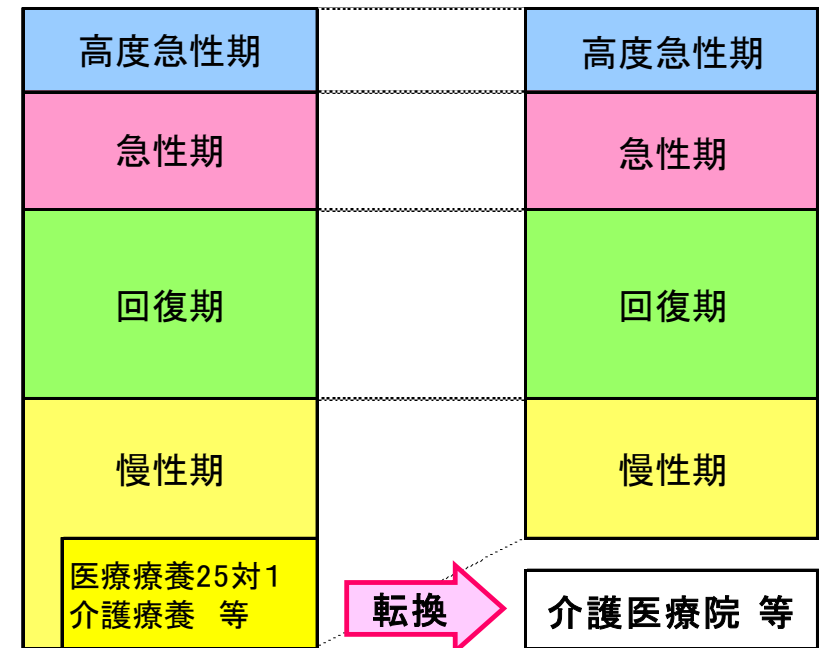 高度急性期
急性期
回復期
慢性期
医療療養25対1
介護療養 等
転換
高度急性期
急性期
回復期
慢性期
介護医療院 等